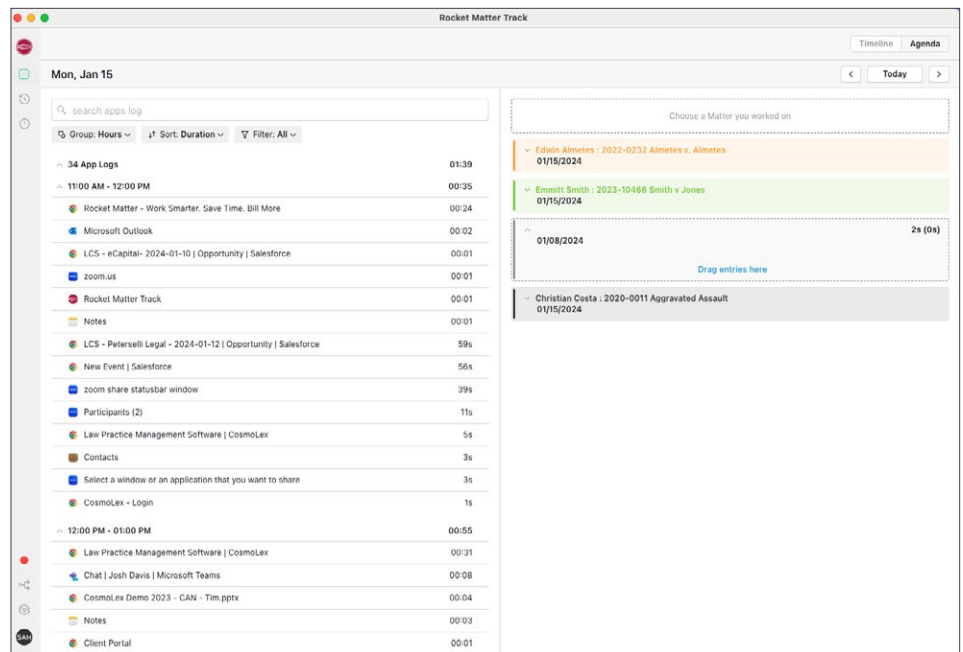 Rocket Matter Track
Timeline Agenda
Mon, Jan 15
< Today >
search apps log
Group: Hours Sort: Duration Filter: All
34 App Logs 01:39
11:00 AM - 12:00 PM 00:35
Rocket Matter - Work Smarter. Save Time. Bill More 00:24
Microsoft Outlook 00:02
LCS - eCapital- 2024-01-10 | Opportunity | Salesforce 00:01
zoom.us 00:01
Rocket Matter Track 00:01
Notes 00:01
LCS - Peterselli Legal - 2024-01-12 | Opportunity | Salesforce 59s
New Event | Salesforce 56s
zoom share statusbar window 39s
Participants (2) 11s
Law Practice Management Software | CosmoLex 5s
Contacts 3s
Select a window or an application that you want to share 3s
CosmoLex - Login 1s
12:00 PM - 01:00 PM 00:55
Law Practice Management Software | CosmoLex 00:31
Chat | Josh Davis | Microsoft Teams 00:08
CosmoLex Demo 2023 - CAN - Tim.pptx 00:04
Notes 00:03
Client Portal 00:01
Choose a Matter you worked on
Edwin Almetes : 2022-0232 Almetes v. Almetes
01/15/2024
Emmitt Smith : 2023-10466 Smith v Jones
01/15/2024
2s (0s)
01/08/2024
Drag entries here
Christian Costa : 2020-0011 Aggravated Assault
01/15/2024
SAH